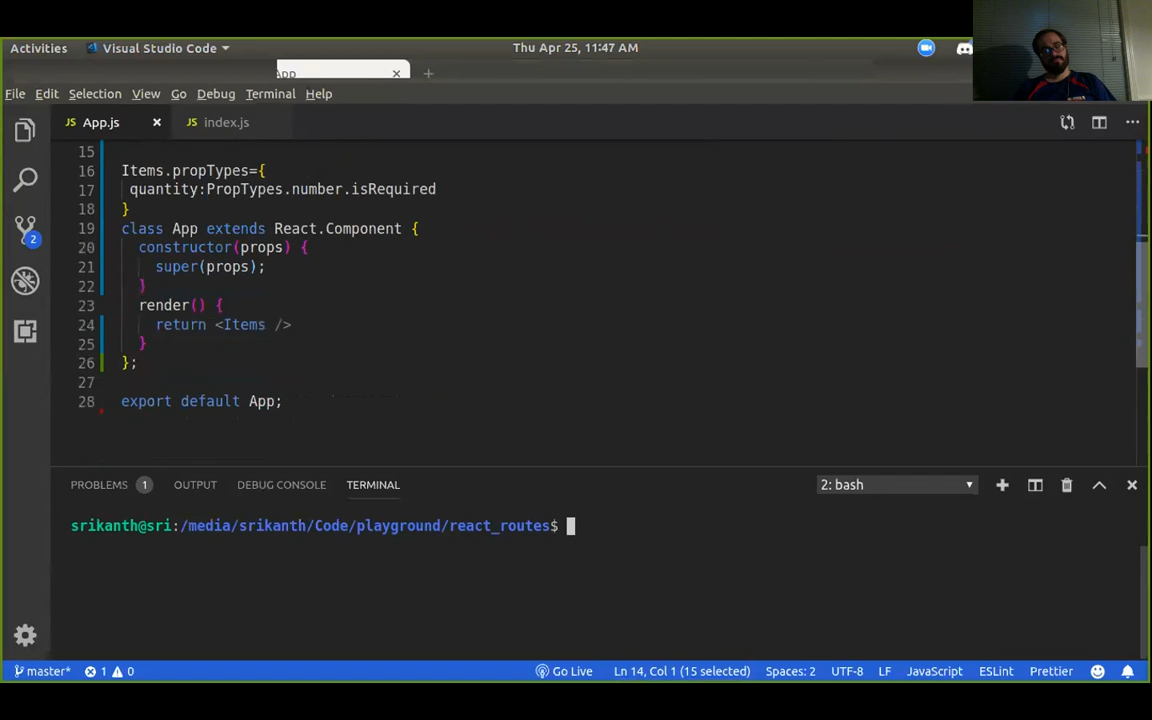 Activities Visual Studio Code Thu Apr 25, 11:47 AM
App
File Edit Selection View Go Debug Terminal Help
JS App.js JS index.js
15
16 Items.propTypes={
17 quantity:PropTypes.number.isRequired
18 }
19 class App extends React.Component {
20 constructor(props) {
21 super(props);
22 }
23 render() {
24 return <Items />
25 }
26 };
27
28 export default App;
2
PROBLEMS 1 OUTPUT DEBUG CONSOLE TERMINAL 2: bash
srikanth@sri:/media/srikanth/Code/playground/react_routes$
master* 1 0 Go Live Ln 14, Col 1 (15 selected) Spaces: 2 UTF-8 LF JavaScript ESLint Prettier